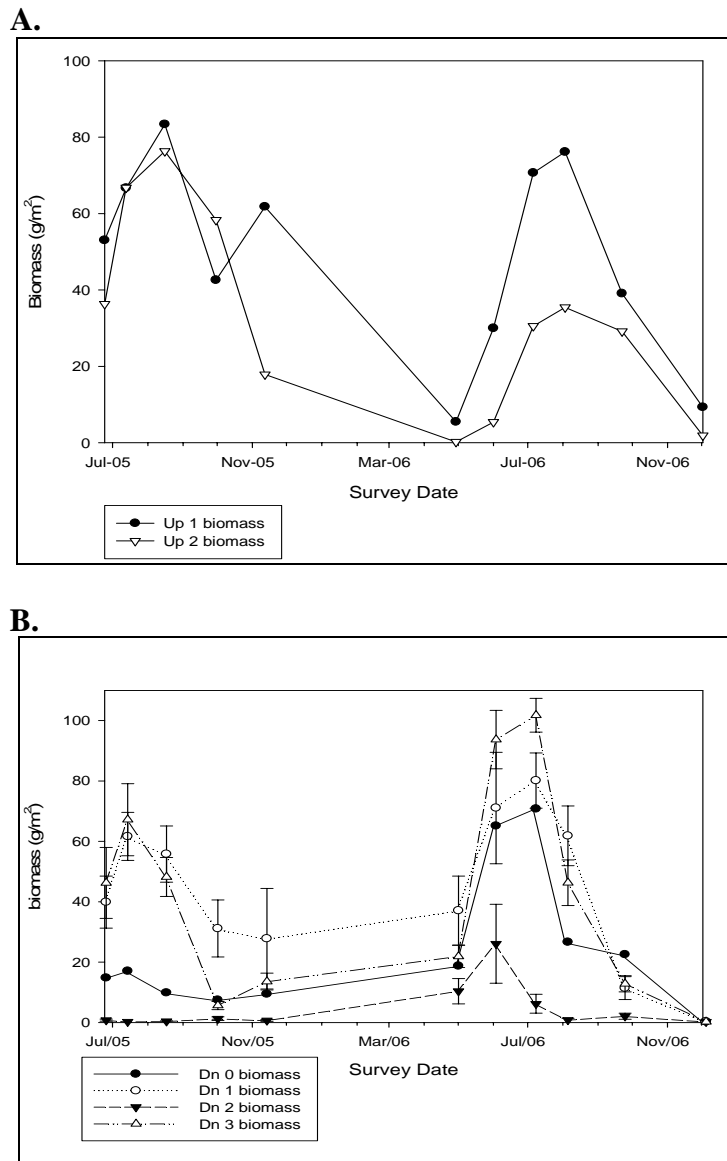 A.
100
80
60
40
20
0
Biomass (g/m²)
Jul-05 Nov-05 Mar-06 Jul-06 Nov-06
Survey Date
Up 1 biomass
Up 2 biomass
B.
100
80
60
40
20
0
biomass (g/m²)
Jul/05 Nov/05 Mar/06 Jul/06 Nov/06
Survey Date
Dn 0 biomass
Dn 1 biomass
Dn 2 biomass
Dn 3 biomass